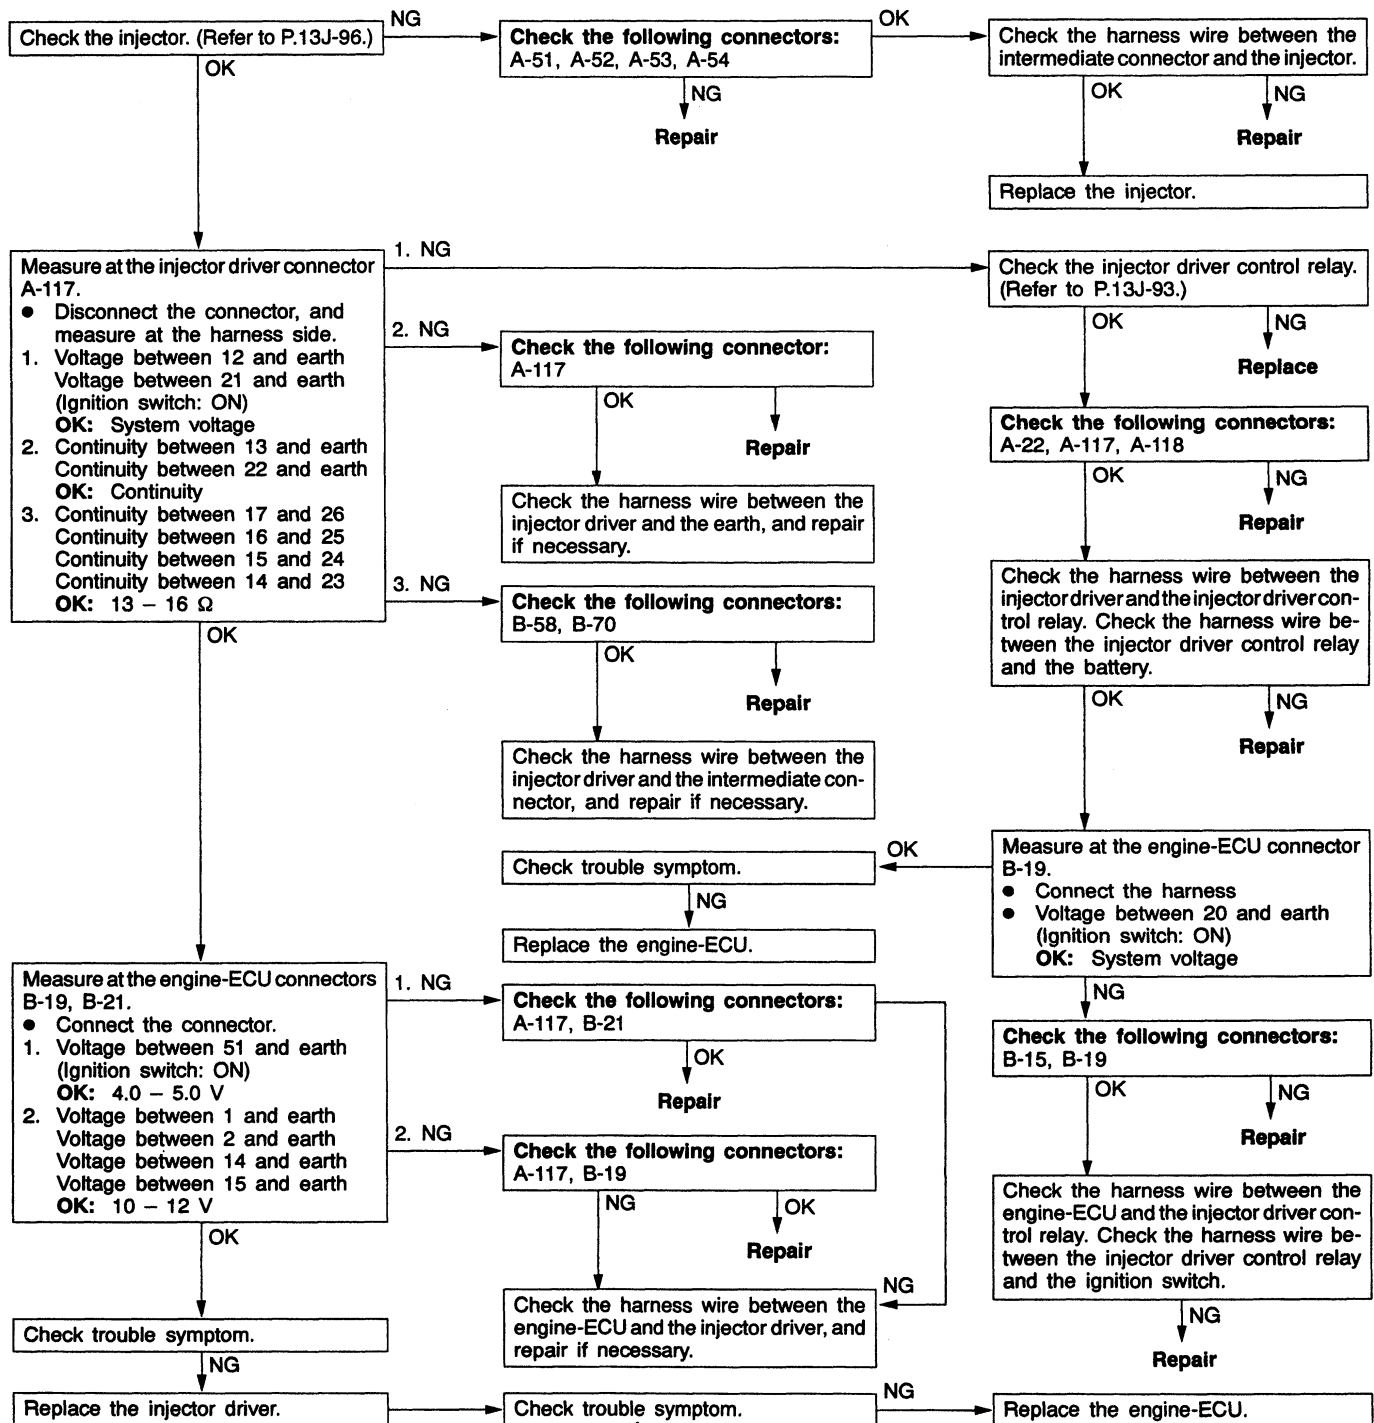 Check the injector. (Refer to P.13J-96.)
NG
OK
Check the following connectors:
A-51, A-52, A-53, A-54
OK
NG
Repair
Check the harness wire between the
intermediate connector and the injector.
OK
NG
Repair
Replace the injector.
Measure at the injector driver connector
A-117.
● Disconnect the connector, and
measure at the harness side.
1. Voltage between 12 and earth
Voltage between 21 and earth
(Ignition switch: ON)
OK: System voltage
2. Continuity between 13 and earth
Continuity between 22 and earth
OK: Continuity
3. Continuity between 17 and 26
Continuity between 16 and 25
Continuity between 15 and 24
Continuity between 14 and 23
OK: 13 – 16 Ω
OK
1. NG
2. NG
3. NG
Check the following connector:
A-117
OK
Repair
Check the harness wire between the
injector driver and the earth, and repair
if necessary.
Check the following connectors:
B-58, B-70
OK
Repair
Check the harness wire between the
injector driver and the intermediate con-
nector, and repair if necessary.
Check the injector driver control relay.
(Refer to P.13J-93.)
OK
NG
Replace
Check the following connectors:
A-22, A-117, A-118
OK
NG
Repair
Check the harness wire between the
injector driver and the injector driver con-
trol relay. Check the harness wire be-
tween the injector driver control relay
and the battery.
OK
NG
Repair
Measure at the engine-ECU connector
B-19.
● Connect the harness
● Voltage between 20 and earth
(Ignition switch: ON)
OK: System voltage
OK
NG
Check trouble symptom.
NG
Replace the engine-ECU.
Check the following connectors:
B-15, B-19
OK
NG
Repair
Check the harness wire between the
engine-ECU and the injector driver con-
trol relay. Check the harness wire be-
tween the injector driver control relay
and the ignition switch.
NG
Repair
Measure at the engine-ECU connectors
B-19, B-21.
● Connect the connector.
1. Voltage between 51 and earth
(Ignition switch: ON)
OK: 4.0 – 5.0 V
2. Voltage between 1 and earth
Voltage between 2 and earth
Voltage between 14 and earth
Voltage between 15 and earth
OK: 10 – 12 V
OK
1. NG
2. NG
Check the following connectors:
A-117, B-21
OK
Repair
Check the following connectors:
A-117, B-19
NG
OK
Repair
NG
Check the harness wire between the
engine-ECU and the injector driver, and
repair if necessary.
Check trouble symptom.
NG
Replace the injector driver.
Check trouble symptom.
NG
Replace the engine-ECU.